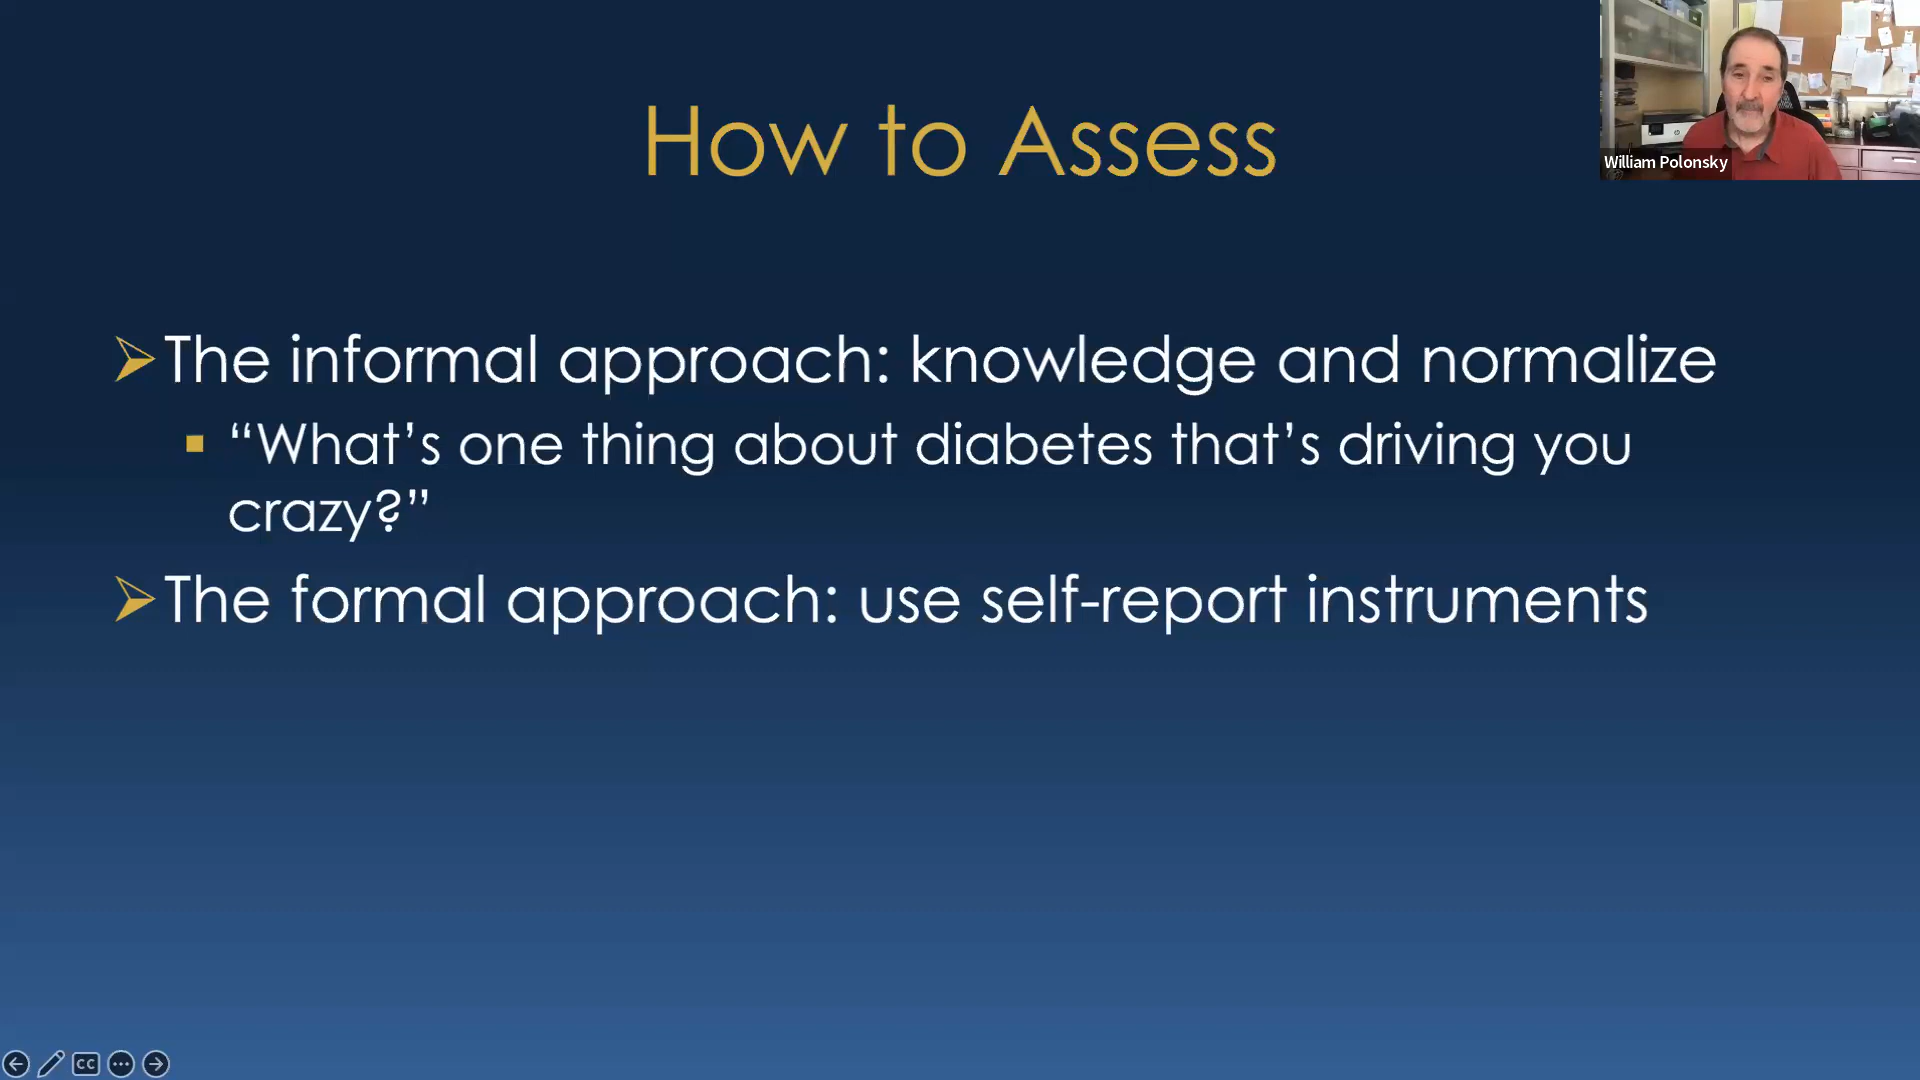 How to Assess
William Polonsky
The informal approach: knowledge and normalize
“What’s one thing about diabetes that’s driving you
crazy?”
The formal approach: use self-report instruments
CC